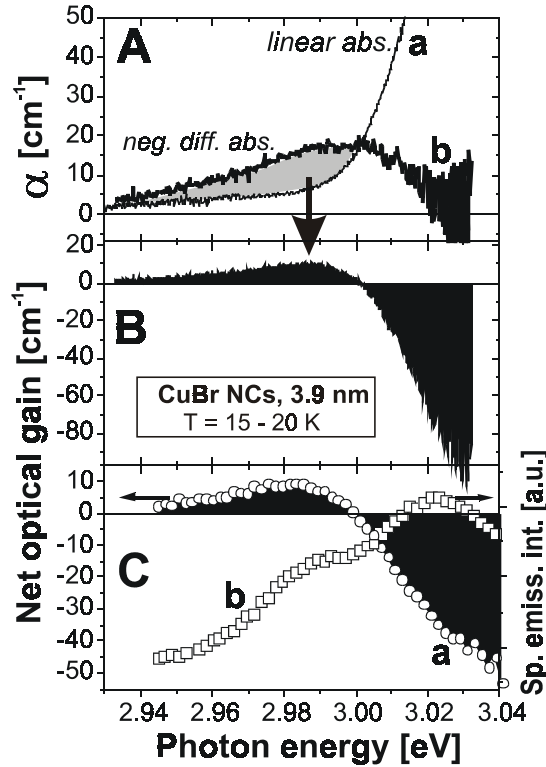 A
linear abs. a
neg. diff. abs.
b
α [cm-1]
50
40
30
20
10
0
B
CuBr NCs, 3.9 nm
T = 15 - 20 K
20
0
-20
-40
-60
-80
Net optical gain [cm-1]
C
b
a
10
0
-10
-20
-30
-40
-50
Sp. emiss. int. [a.u.]
2.94 2.96 2.98 3.00 3.02 3.04
Photon energy [eV]